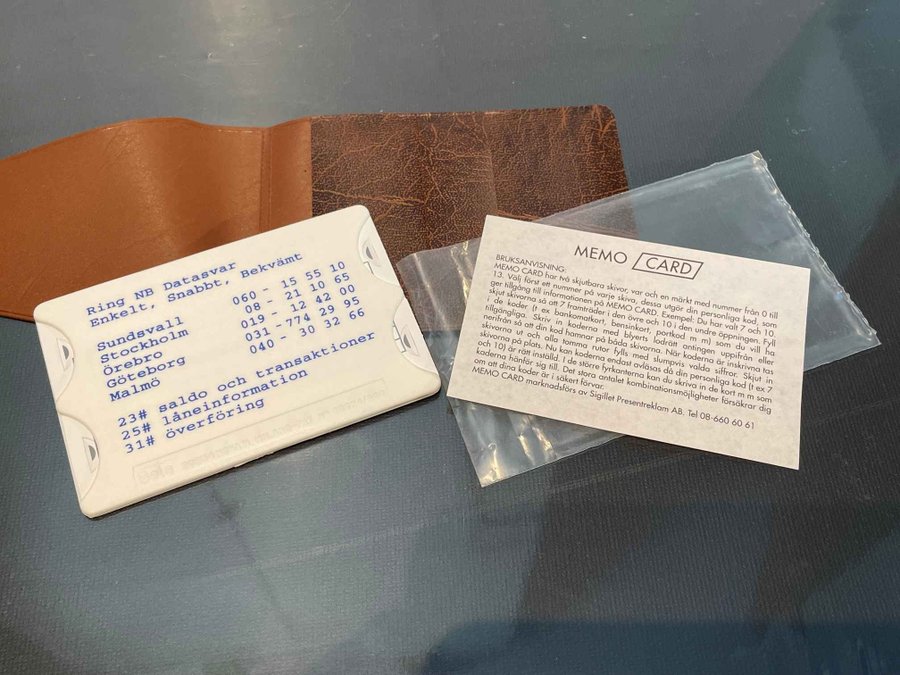 Ring NB Datasvar
Enkelt, Snabbt, Bekvämt
Sundsvall 060 - 15 55 10
Stockholm 08 - 21 10 65
Örebro 019 - 12 42 00
Göteborg 031 -774 29 95
Malmö 040 - 30 32 66
23# saldo och transaktioner
25# låneinformation
31# överföring
MEMO CARD
BRUKSANVISNING:
MEMO CARD har två skjutbara skivor, var och en märkt med nummer från 0 till
13. Välj först ett nummer på varje skiva, dessa utgör din personliga kod, som
ger tillgång till informationen på MEMO CARD. Exempel: Du har valt 7 och 10,
skjut skivorna så att 7 framträder i den övre och 10 i den undre öppningen. Fyll
i de koder (t ex bankomatkort, bensinkort, portkod m m) som du vill ha
tillgängliga. Skriv in koderna med blyerts lodrätt antingen uppifrån eller
nerifrån så att din kod hamnar på båda skivorna. När koderna är inskrivna tas
skivorna ut och alla tomma rutor fylls med slumpvis valda siffror. Skjut in
skivorna på plats. Nu kan koderna endast avläsas då din personliga kod (t ex 7
och 10) är rätt inställd. I de större fyrkanterna kan du skriva in de kort m m som
koderna hänför sig till. Det stora antalet kombinationsmöjligheter försäkrar dig
om att dina koder är i säkert förvar.
MEMO CARD marknadsförs av Sigillet Presentreklam AB. Tel 08-660 60 61